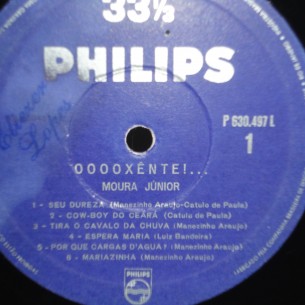 33⅓
PHILIPS
Lopes
P 630.497 L
1
OOOOXENTE!...
MOURA JÚNIOR
1 - SEU DUREZA (Manezinho Araujo-Catulo de Paula)
2 - COW-BOY DO CEARÁ (Catulo de Paula)
3 - TIRA O CAVALO DA CHUVA (Manezinho Araujo)
4 - ESPERA MARIA (Luiz Bandeira)
5 - POR QUE CARGAS D'AGUA? (Manezinho Araujo)
6 - MARIAZINHA (Manezinho Araujo)
PHILIPS